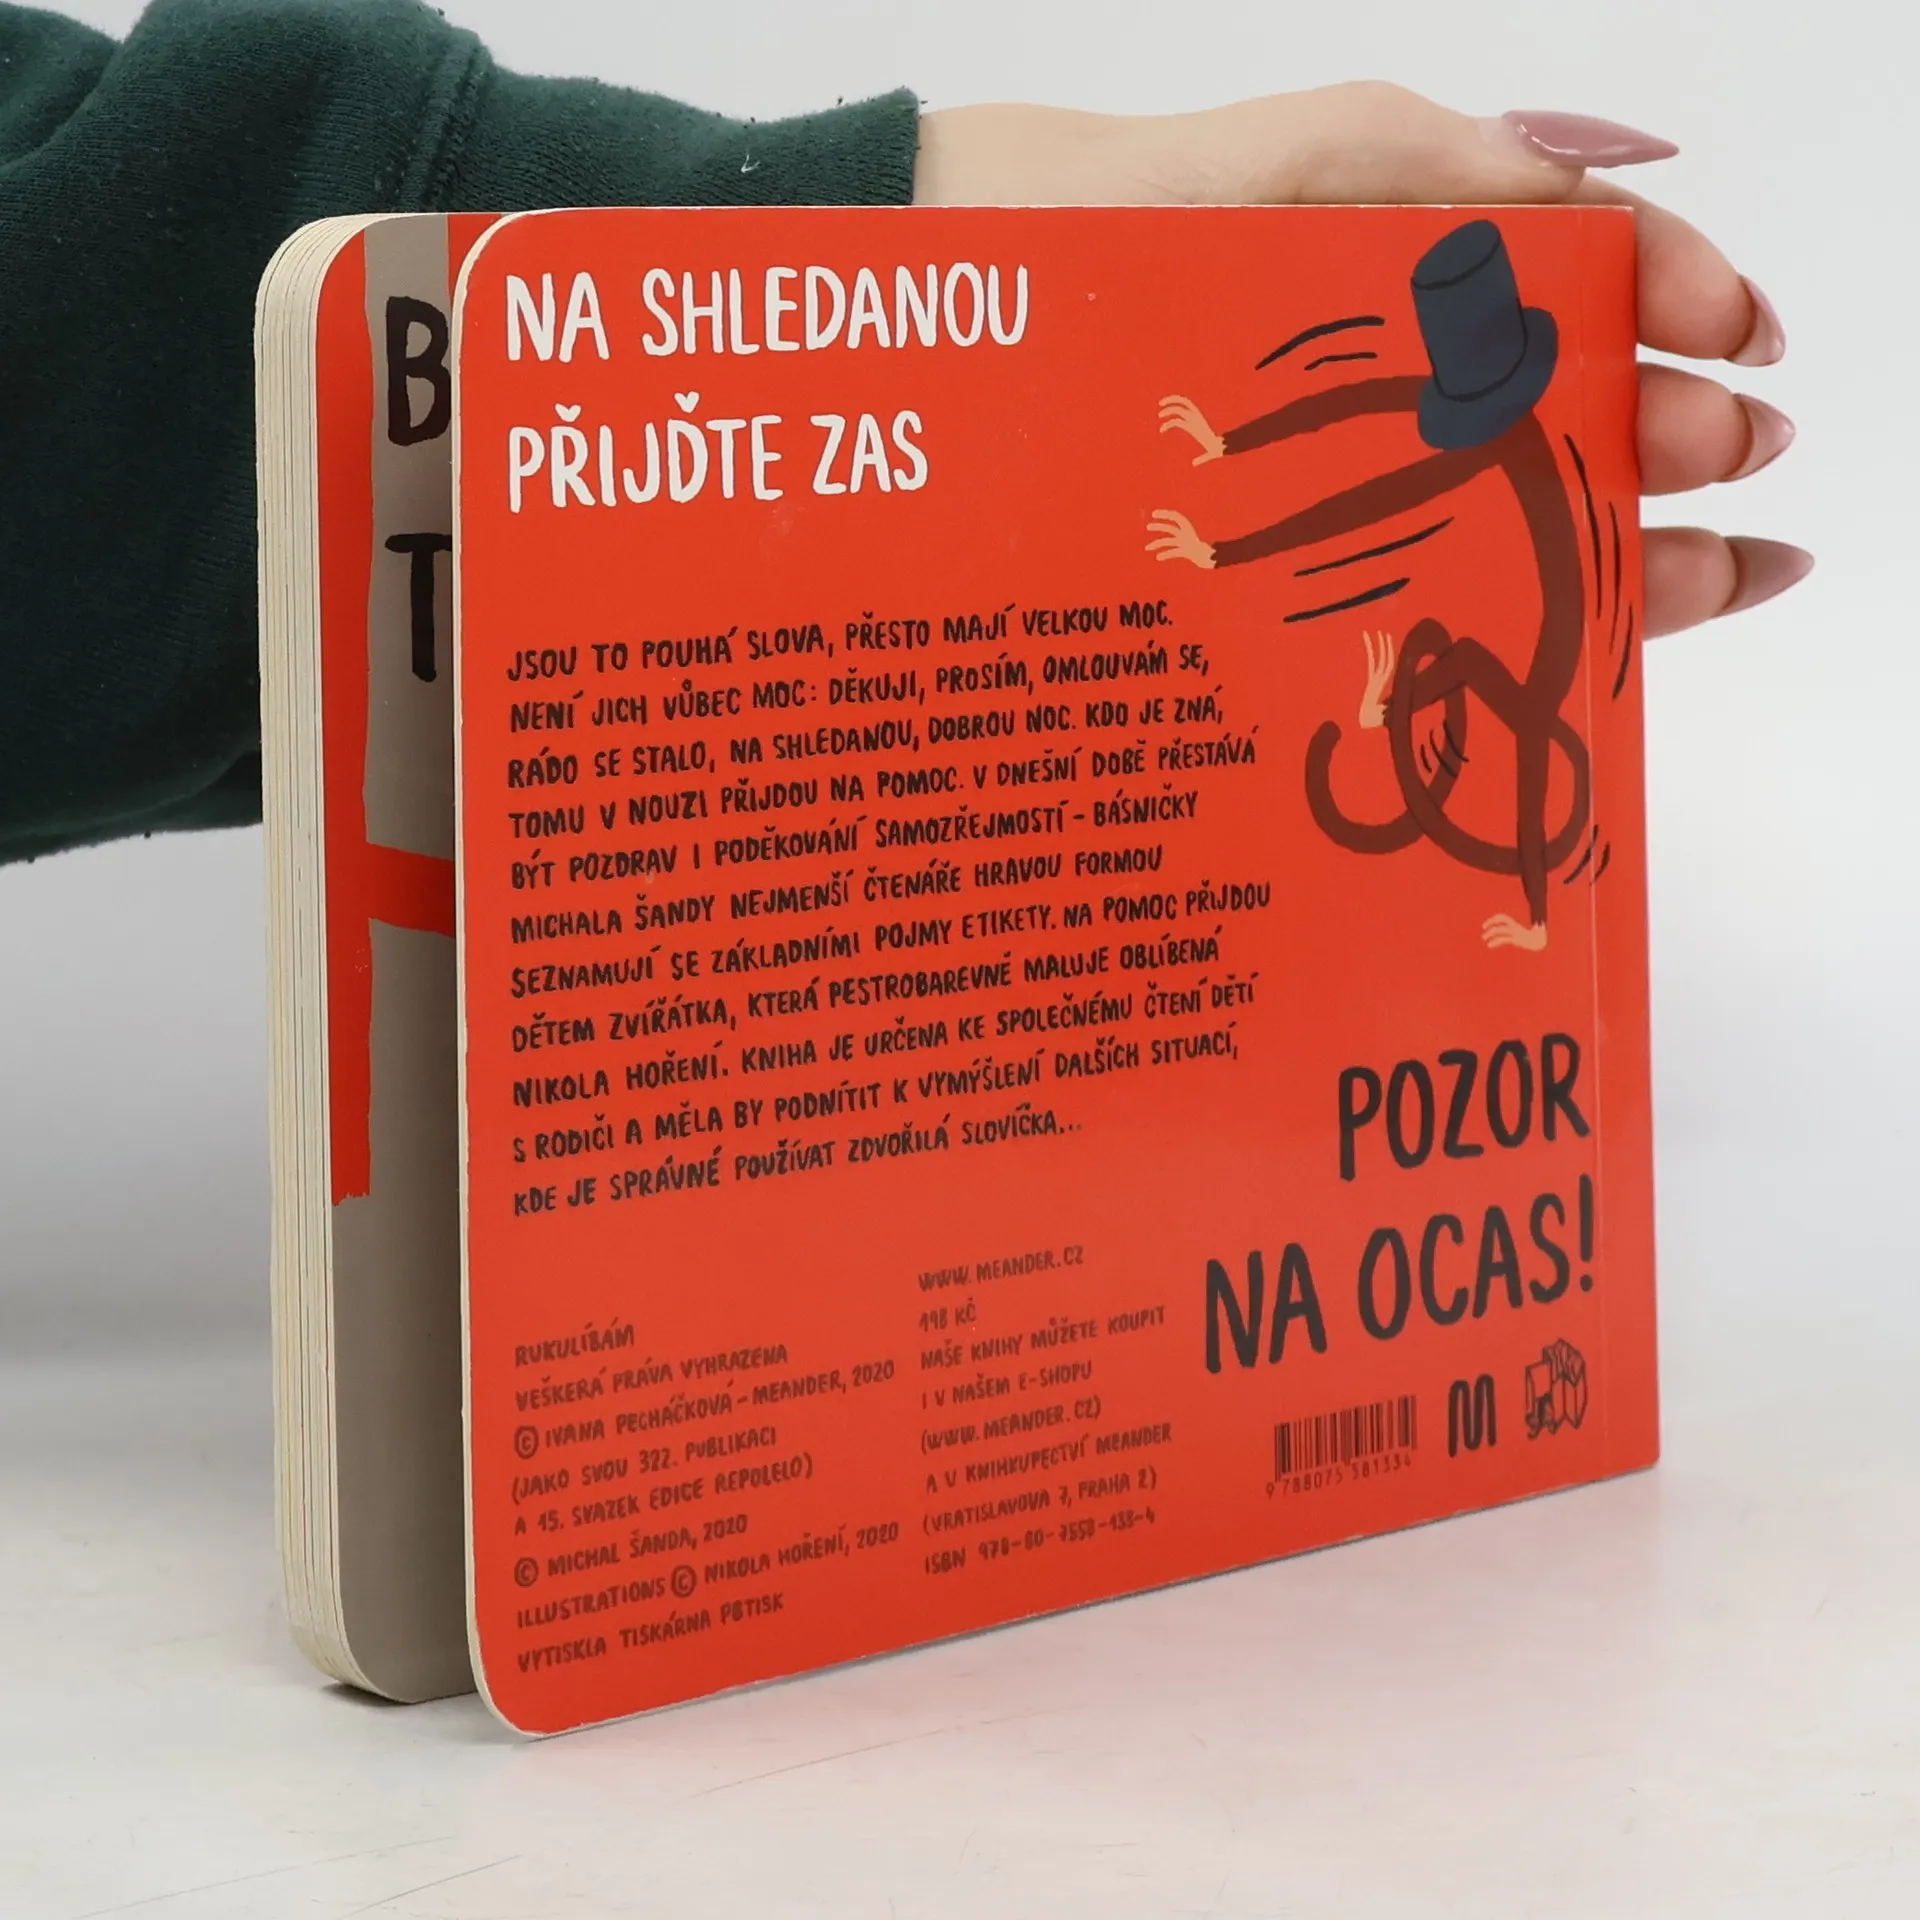 B
T
NA SHLEDANOU
PŘIJĎTE ZAS
JSOU TO POUHÁ SLOVA, PŘESTO MAJÍ VELKOU MOC.
NENÍ JICH VŮBEC MOC: DĚKUJI, PROSÍM, OMLOUVÁM SE,
RÁDO SE STALO, NA SHLEDANOU, DOBROU NOC. KDO JE ZNÁ,
TOMU V NOUZI PŘIJDOU NA POMOC. V DNEŠNÍ DOBĚ PŘESTÁVÁ
BÝT POZDRAV I PODĚKOVÁNÍ SAMOZŘEJMOSTÍ – BÁSNIČKY
MICHALA ŠANDY NEJMENŠÍ ČTENÁŘE HRAVOU FORMOU
SEZNAMUJÍ SE ZÁKLADNÍMI POJMY ETIKETY. NA POMOC PŘIJDOU
DĚTEM ZVÍŘÁTKA, KTERÁ PESTROBAREVNĚ MALUJE OBLÍBENÁ
NIKOLA HOŘENÍ. KNIHA JE URČENA KE SPOLEČNÉMU ČTENÍ DĚTÍ
S RODIČI A MĚLA BY PODNÍTIT K VYMÝŠLENÍ DALŠÍCH SITUACÍ,
KDE JE SPRÁVNÉ POUŽÍVAT ZDVOŘILÁ SLOVÍČKA...
POZOR
NA OCAS!
RUKULÍBÁM
VEŠKERÁ PRÁVA VYHRAZENA
© IVANA PECHÁČKOVÁ – MEANDER, 2020
(JAKO SVOU 322. PUBLIKACI
A 15. SVAZEK EDICE REPOLELO)
© MICHAL ŠANDA, 2020
ILLUSTRATIONS © NIKOLA HOŘENÍ, 2020
VYTISKLA TISKÁRNA PBTISK
WWW.MEANDER.CZ
198 KČ
NAŠE KNIHY MŮŽETE KOUPIT
I V NAŠEM E-SHOPU
(WWW.MEANDER.CZ)
A V KNIHKUPECTVÍ MEANDER
(VRATISLAVOVA 7, PRAHA 2)
ISBN 978-80-7558-133-4
9 788075 581334
M